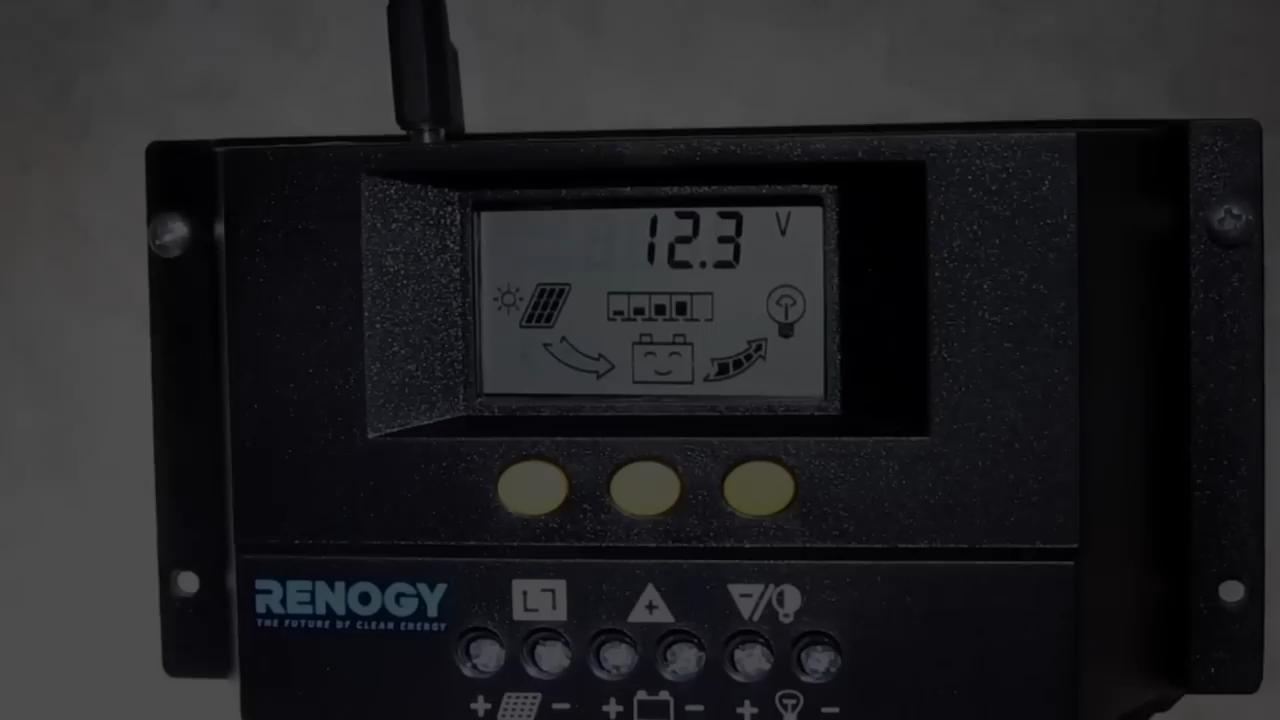 12.3 V
RENOGY
THE FUTURE OF CLEAN ENERGY
+ - + - + -